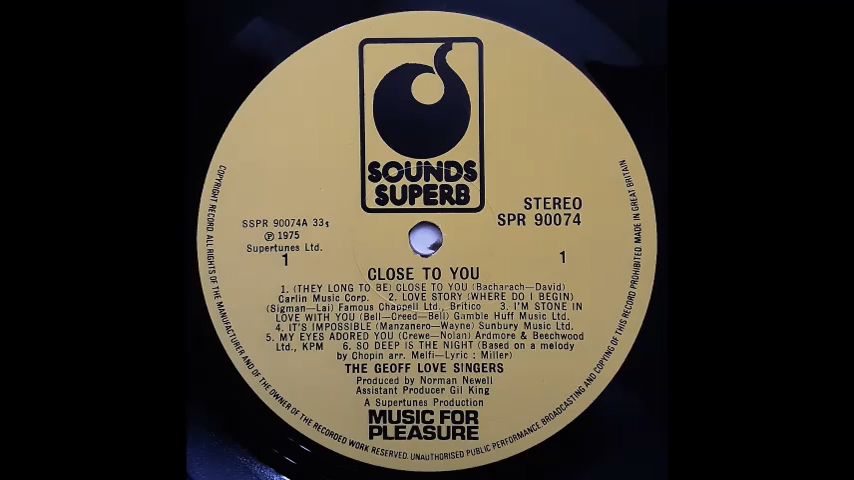 SOUNDS
SUPERB
STEREO
SPR 90074
SSPR 90074A 33⅓
℗ 1975
Supertunes Ltd.
1
1
CLOSE TO YOU
1. (THEY LONG TO BE) CLOSE TO YOU (Bacharach—David)
Carlin Music Corp. 2. LOVE STORY (WHERE DO I BEGIN)
(Sigman—Lai) Famous Chappell Ltd., Britico 3. I'M STONE IN
LOVE WITH YOU (Bell—Creed—Bell) Gamble Huff Music Ltd.
4. IT'S IMPOSSIBLE (Manzanero—Wayne) Sunbury Music Ltd.
5. MY EYES ADORED YOU (Crewe—Nolan) Ardmore & Beechwood
Ltd., KPM 6. SO DEEP IS THE NIGHT (Based on a melody
by Chopin arr. Melfi—Lyric : Miller)
THE GEOFF LOVE SINGERS
Produced by Norman Newell
Assistant Producer Gil King
A Supertunes Production
MUSIC FOR
PLEASURE
COPYRIGHT RECORD ALL RIGHTS OF THE MANUFACTURER AND OF THE OWNER OF THE RECORDED WORK RESERVED. UNAUTHORISED PUBLIC PERFORMANCE BROADCASTING AND COPYING OF THIS RECORD PROHIBITED. MADE IN GREAT BRITAIN